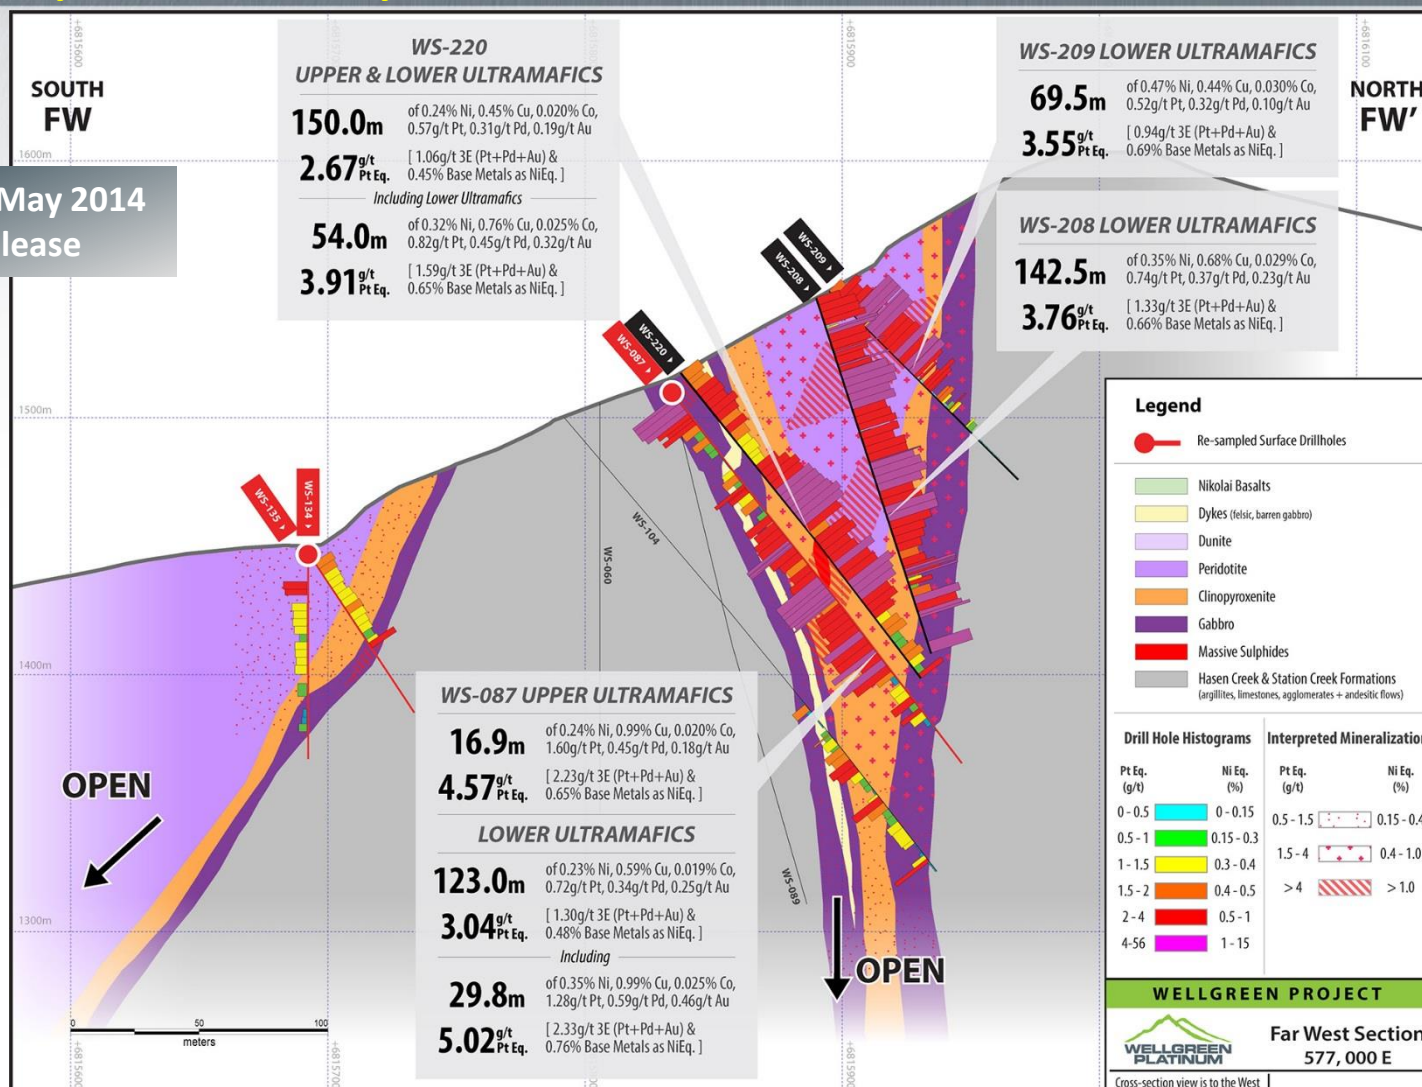 May 2014
lease
SOUTH
FW
NORTH
FW'
+6815600
+6815900
+6816100
1600m
1500m
1400m
1300m
WS-220
UPPER & LOWER ULTRAMAFICS
150.0m
of 0.24% Ni, 0.45% Cu, 0.020% Co,
0.57g/t Pt, 0.31g/t Pd, 0.19g/t Au
2.67 g/t Pt Eq.
[ 1.06g/t 3E (Pt+Pd+Au) &
0.45% Base Metals as NiEq. ]
Including Lower Ultramafics
54.0m
of 0.32% Ni, 0.76% Cu, 0.025% Co,
0.82g/t Pt, 0.45g/t Pd, 0.32g/t Au
3.91 g/t Pt Eq.
[ 1.59g/t 3E (Pt+Pd+Au) &
0.65% Base Metals as NiEq. ]
WS-209 LOWER ULTRAMAFICS
69.5m
of 0.47% Ni, 0.44% Cu, 0.030% Co,
0.52g/t Pt, 0.32g/t Pd, 0.10g/t Au
3.55 g/t Pt Eq.
[ 0.94g/t 3E (Pt+Pd+Au) &
0.69% Base Metals as NiEq. ]
WS-208 LOWER ULTRAMAFICS
142.5m
of 0.35% Ni, 0.68% Cu, 0.029% Co,
0.74g/t Pt, 0.37g/t Pd, 0.23g/t Au
3.76 g/t Pt Eq.
[ 1.33g/t 3E (Pt+Pd+Au) &
0.66% Base Metals as NiEq. ]
WS-209
WS-208
WS-220
WS-087
WS-135
WS-134
WS-104
WS-060
WS-089
WS-087 UPPER ULTRAMAFICS
16.9m
of 0.24% Ni, 0.99% Cu, 0.020% Co,
1.60g/t Pt, 0.45g/t Pd, 0.18g/t Au
4.57 g/t Pt Eq.
[ 2.23g/t 3E (Pt+Pd+Au) &
0.65% Base Metals as NiEq. ]
LOWER ULTRAMAFICS
123.0m
of 0.23% Ni, 0.59% Cu, 0.019% Co,
0.72g/t Pt, 0.34g/t Pd, 0.25g/t Au
3.04 g/t Pt Eq.
[ 1.30g/t 3E (Pt+Pd+Au) &
0.48% Base Metals as NiEq. ]
Including
29.8m
of 0.35% Ni, 0.99% Cu, 0.025% Co,
1.28g/t Pt, 0.59g/t Pd, 0.46g/t Au
5.02 g/t Pt Eq.
[ 2.33g/t 3E (Pt+Pd+Au) &
0.76% Base Metals as NiEq. ]
OPEN
OPEN
0 50 100
meters
+6815600
+6815700
+6815900
Legend
Re-sampled Surface Drillholes
Nikolai Basalts
Dykes (felsic, barren gabbro)
Dunite
Peridotite
Clinopyroxenite
Gabbro
Massive Sulphides
Hasen Creek & Station Creek Formations
(argillites, limestones, agglomerates + andesitic flows)
Drill Hole Histograms
Pt Eq. Ni Eq.
(g/t) (%)
0 - 0.5 0 - 0.15
0.5 - 1 0.15 - 0.3
1 - 1.5 0.3 - 0.4
1.5 - 2 0.4 - 0.5
2 - 4 0.5 - 1
4-56 1 - 15
Interpreted Mineralization
Pt Eq. Ni Eq.
(g/t) (%)
0.5 - 1.5 0.15 - 0.4
1.5 - 4 0.4 - 1.0
> 4 > 1.0
WELLGREEN PROJECT
WELLGREEN
PLATINUM
Far West Section
577, 000 E
Cross-section view is to the West